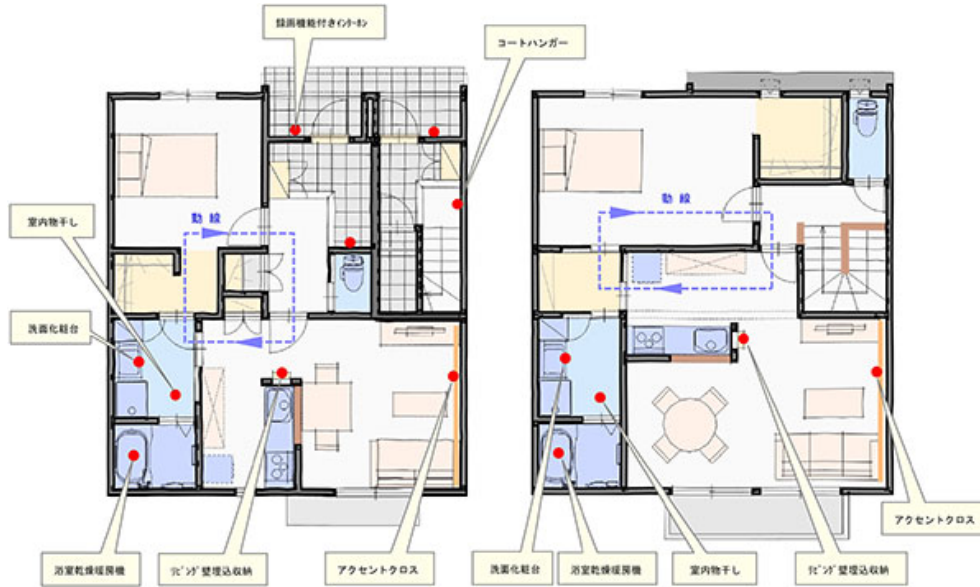 録画機能付きｲﾝﾀｰﾎﾝ
コートハンガー
動 線
動 線
室内物干し
洗面化粧台
浴室乾燥暖房機
ﾘﾋﾞﾝｸﾞ壁埋込収納
アクセントクロス
洗面化粧台
浴室乾燥暖房機
室内物干し
ﾘﾋﾞﾝｸﾞ壁埋込収納
アクセントクロス